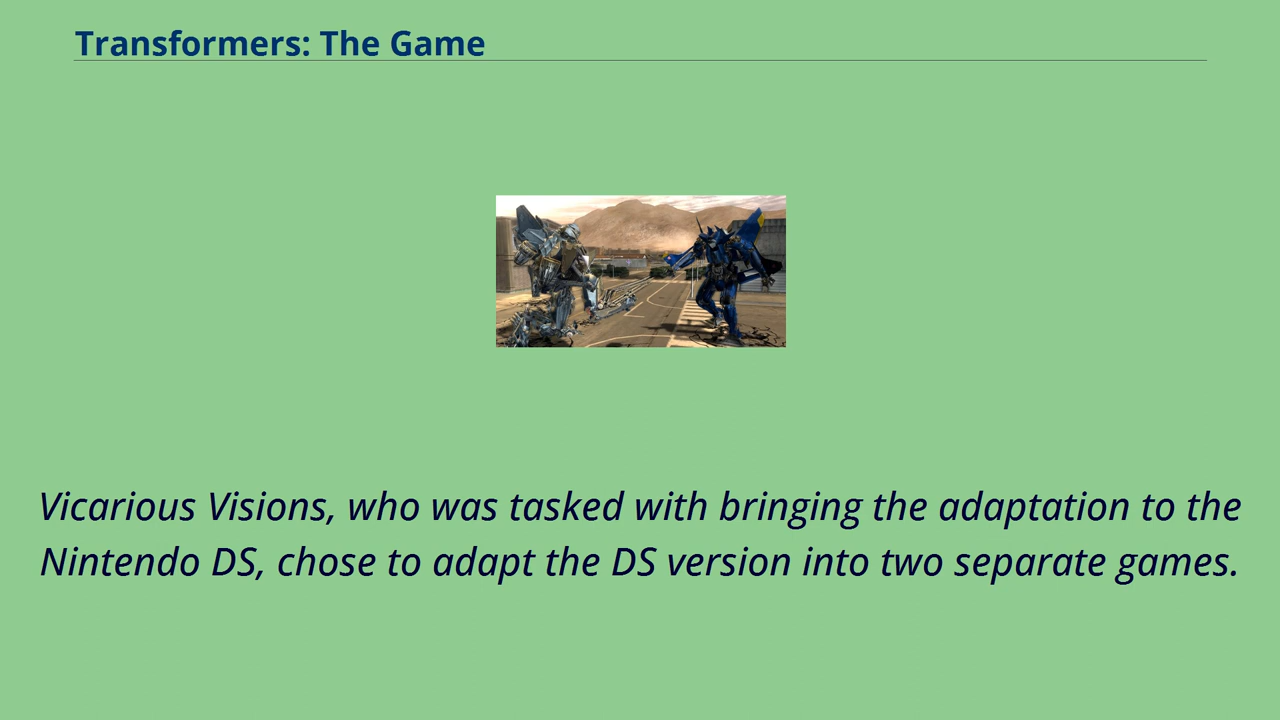 Transformers: The Game
Vicarious Visions, who was tasked with bringing the adaptation to the
Nintendo DS, chose to adapt the DS version into two separate games.